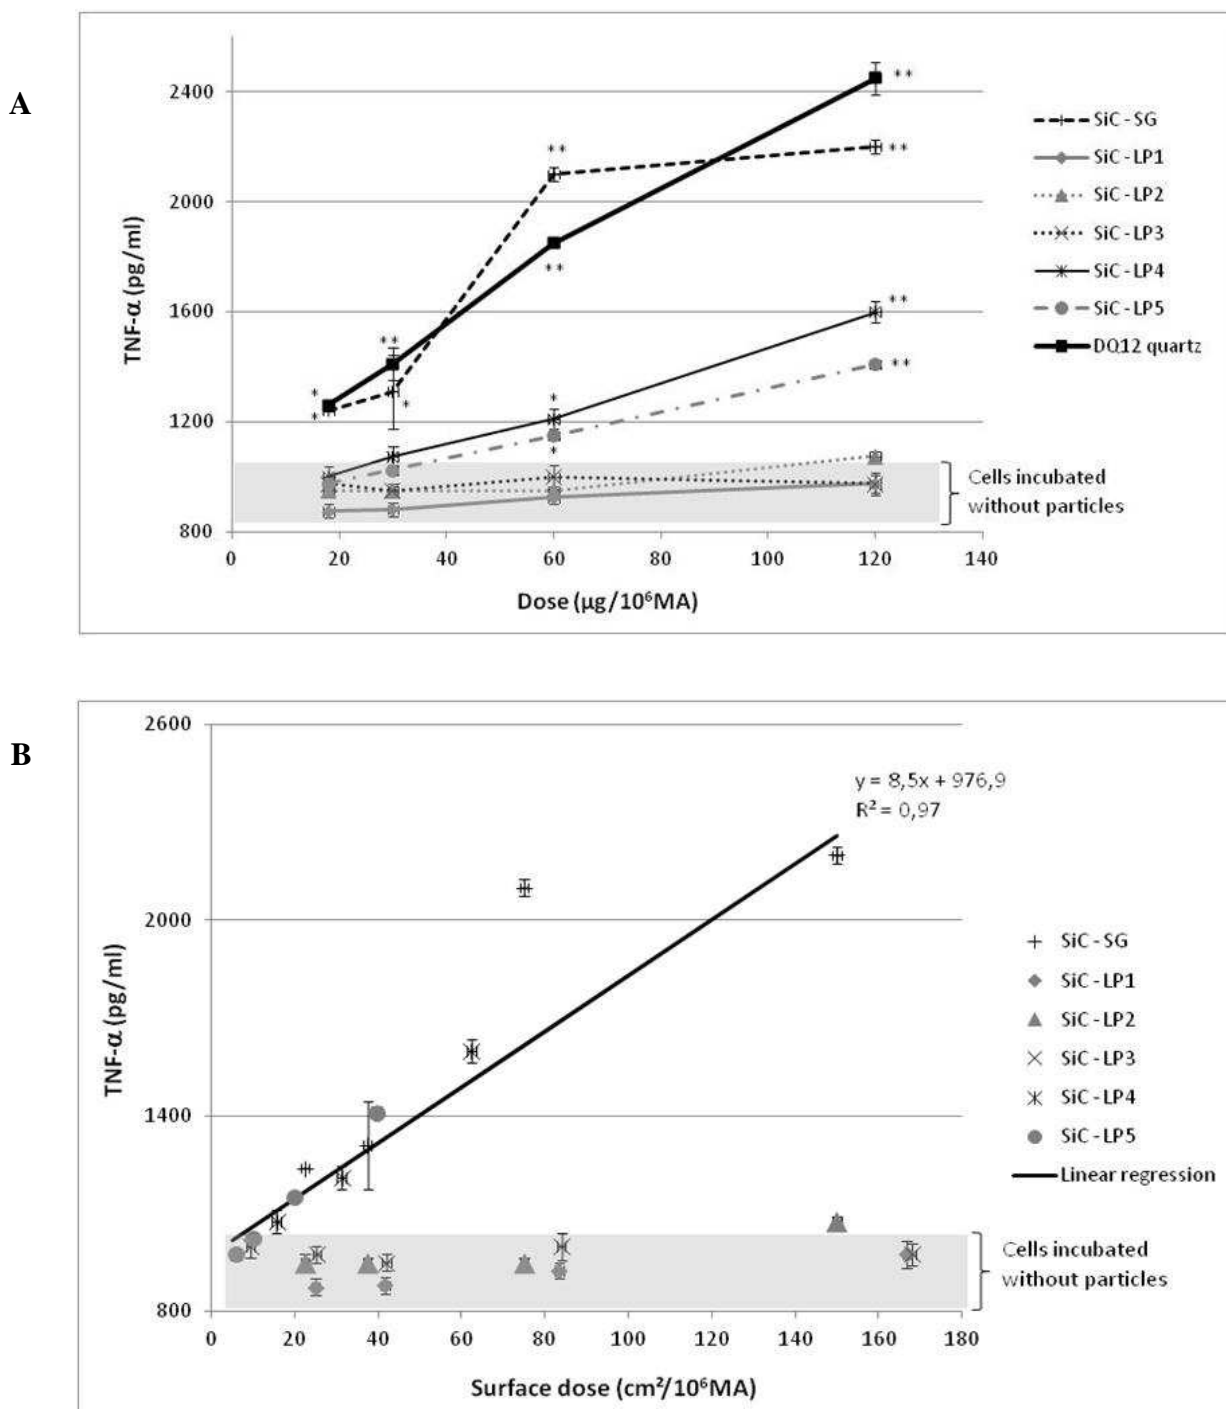 A
2400
2000
1600
1200
800
TNF-α (pg/ml)
0 20 40 60 80 100 120 140
Dose (µg/10⁶MA)
** ** ** ** ** * * * * * ** **
SiC - SG
SiC - LP1
SiC - LP2
SiC - LP3
SiC - LP4
SiC - LP5
DQ12 quartz
Cells incubated
without particles
B
2600
2000
1400
800
TNF-α (pg/ml)
0 20 40 60 80 100 120 140 160 180
Surface dose (cm²/10⁶MA)
y = 8,5x + 976,9
R² = 0,97
SiC - SG
SiC - LP1
SiC - LP2
SiC - LP3
SiC - LP4
SiC - LP5
Linear regression
Cells incubated
without particles